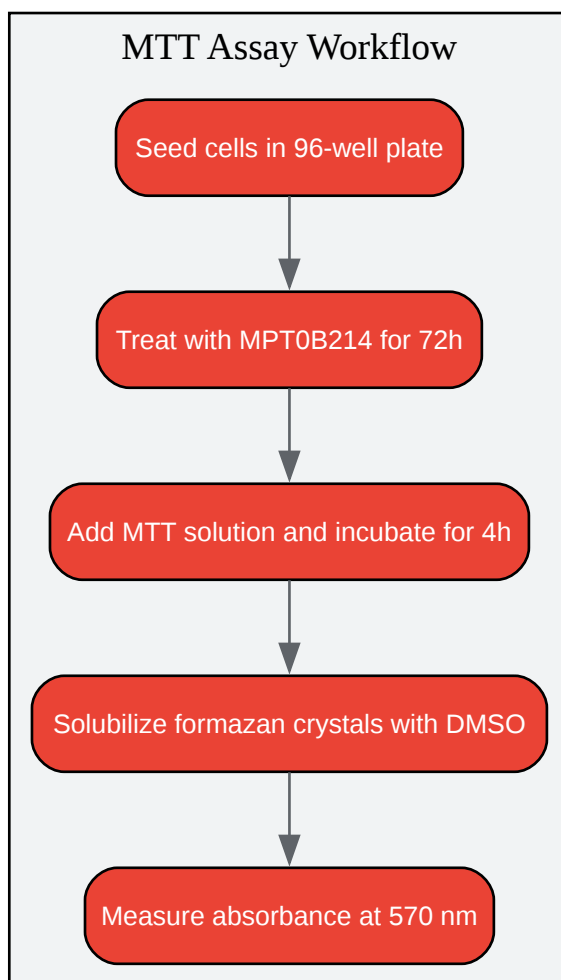 MTT Assay Workflow
Seed cells in 96-well plate
Treat with MPT0B214 for 72h
Add MTT solution and incubate for 4h
Solubilize formazan crystals with DMSO
Measure absorbance at 570 nm